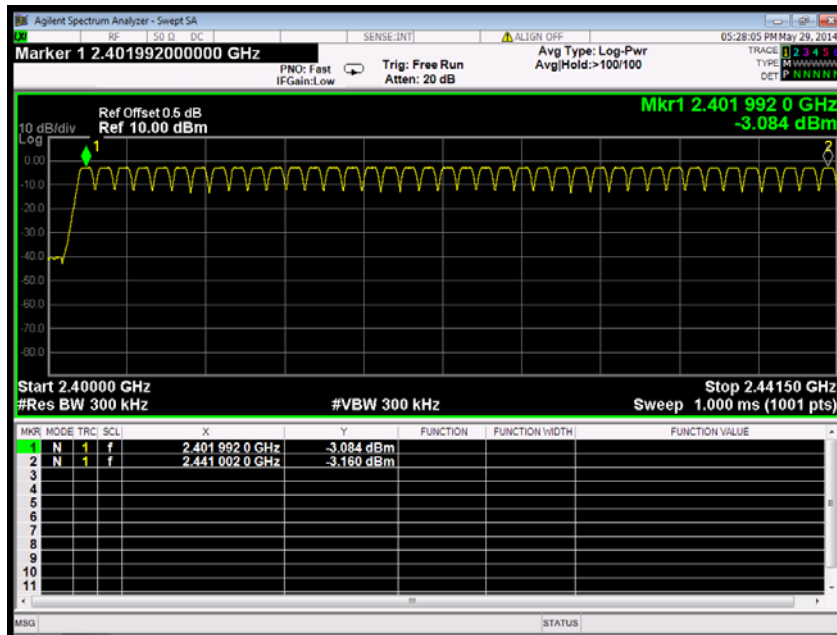 Agilent Spectrum Analyzer - Swept SA
RF 50 Ω DC SENSE:INT ALIGN OFF 05:28:05 PM May 29, 2014
Marker 1 2.401992000000 GHz
PNO: Fast
IFGain:Low
Trig: Free Run
Atten: 20 dB
Avg Type: Log-Pwr
Avg|Hold:>100/100
TRACE 1 2 3 4 5 6
TYPE M
DET P N N N N N
Mkr1 2.401 992 0 GHz
-3.084 dBm
Ref Offset 0.5 dB
Ref 10.00 dBm
10 dB/div
Log
1
2
0.00
-10.0
-20.0
-30.0
-40.0
-50.0
-60.0
-70.0
-80.0
Start 2.40000 GHz
Stop 2.44150 GHz
#Res BW 300 kHz #VBW 300 kHz Sweep 1.000 ms (1001 pts)
MKR MODE TRC SCL X Y FUNCTION FUNCTION WIDTH FUNCTION VALUE
1 N 1 f 2.401 992 0 GHz -3.084 dBm
2 N 1 f 2.441 002 0 GHz -3.160 dBm
3
4
5
6
7
8
9
10
11
MSG STATUS